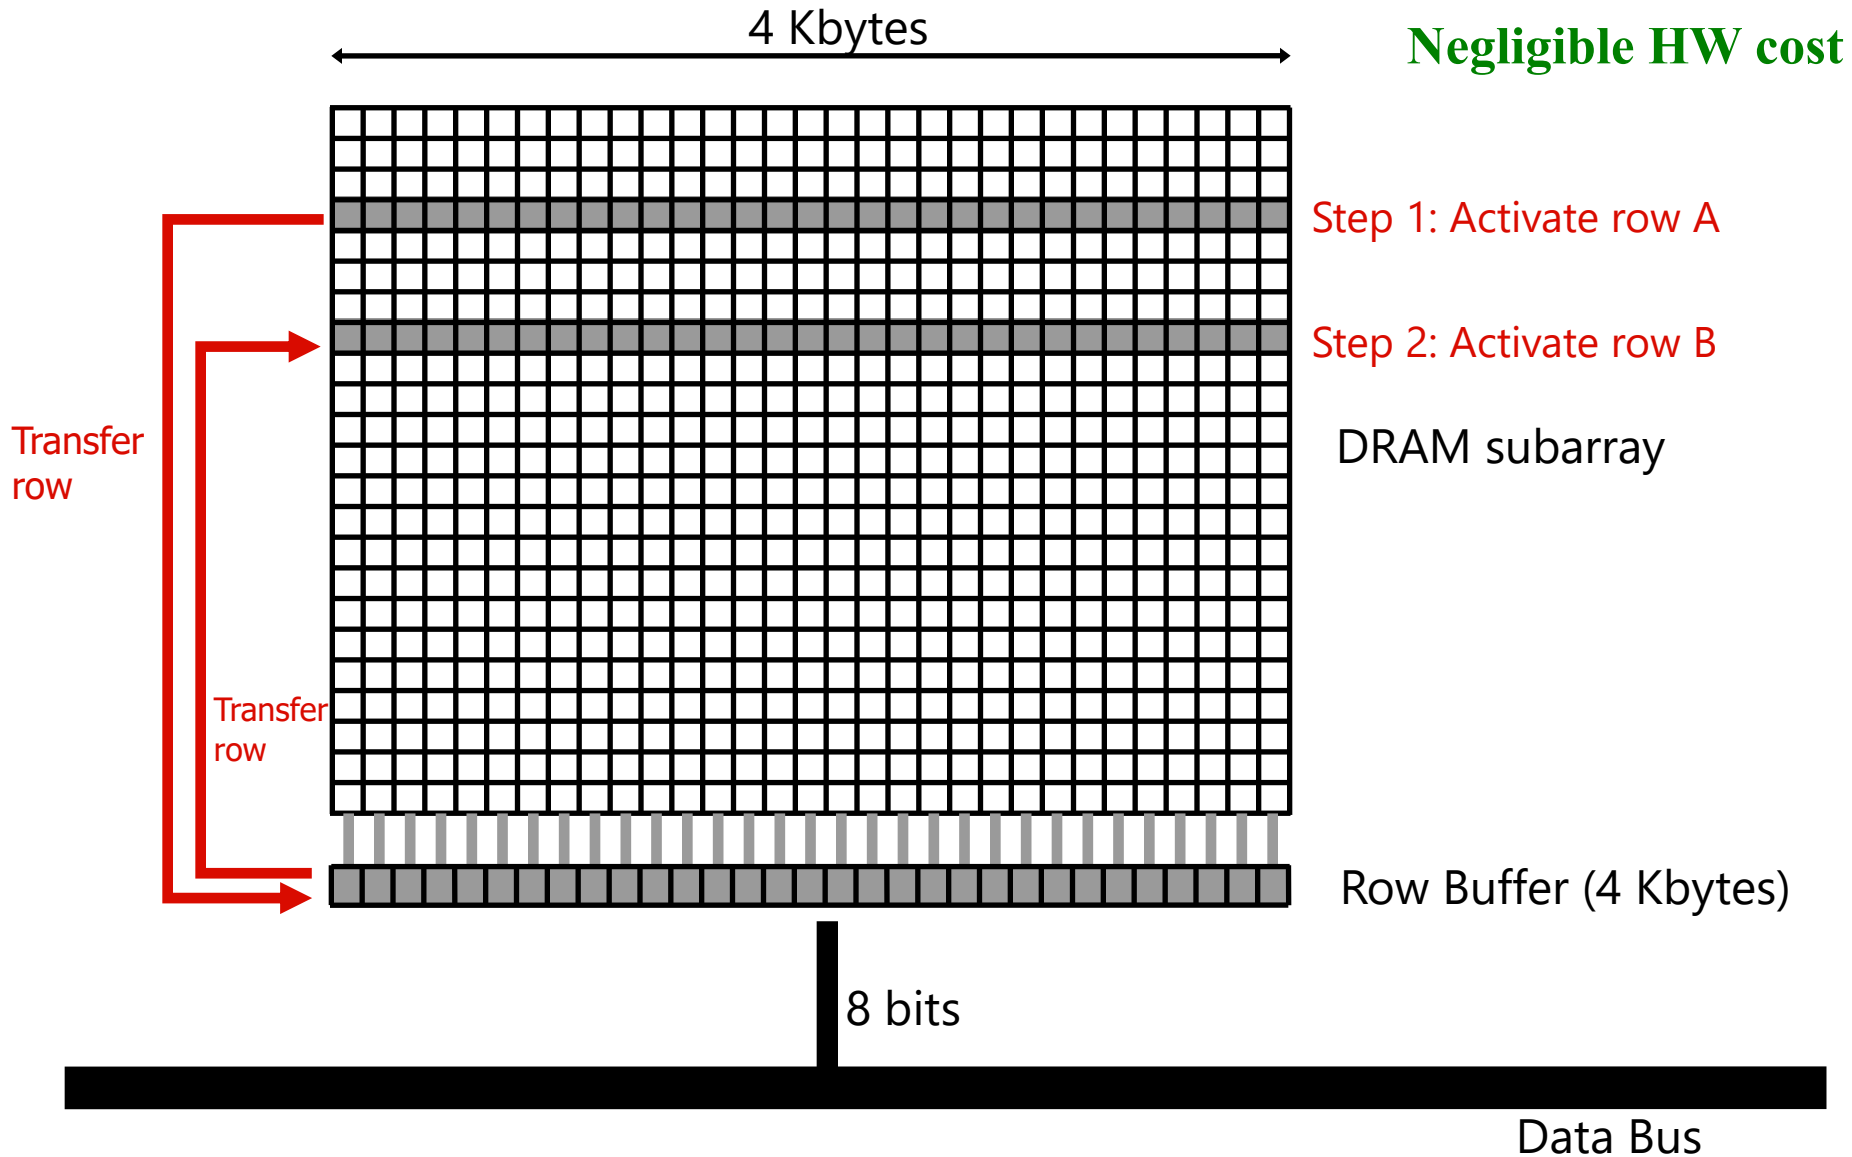 4 Kbytes
Negligible HW cost
Step 1: Activate row A
Step 2: Activate row B
Transfer
row
DRAM subarray
Transfer
row
Row Buffer (4 Kbytes)
8 bits
Data Bus